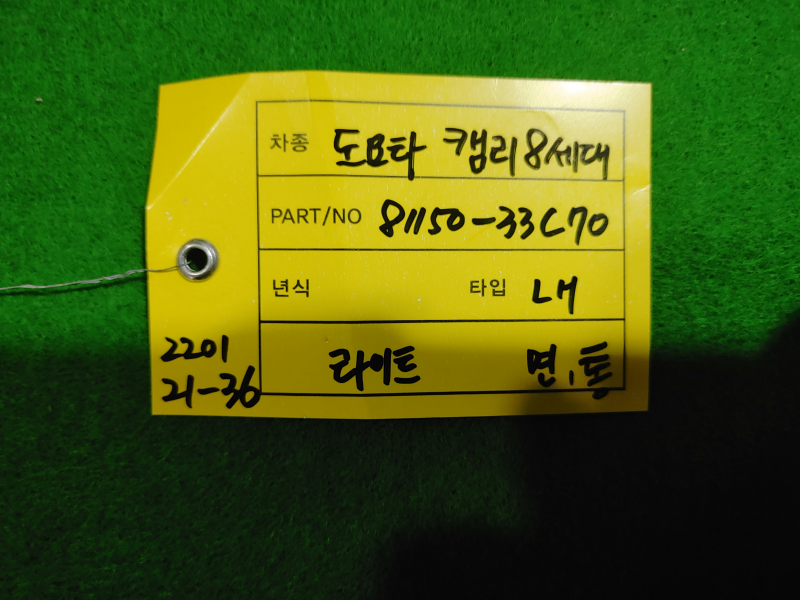 차종 도요타 캠리 8세대
PART/NO 81150-33C70
년식 타입 LH
라이트 면, 통
2201
21-36